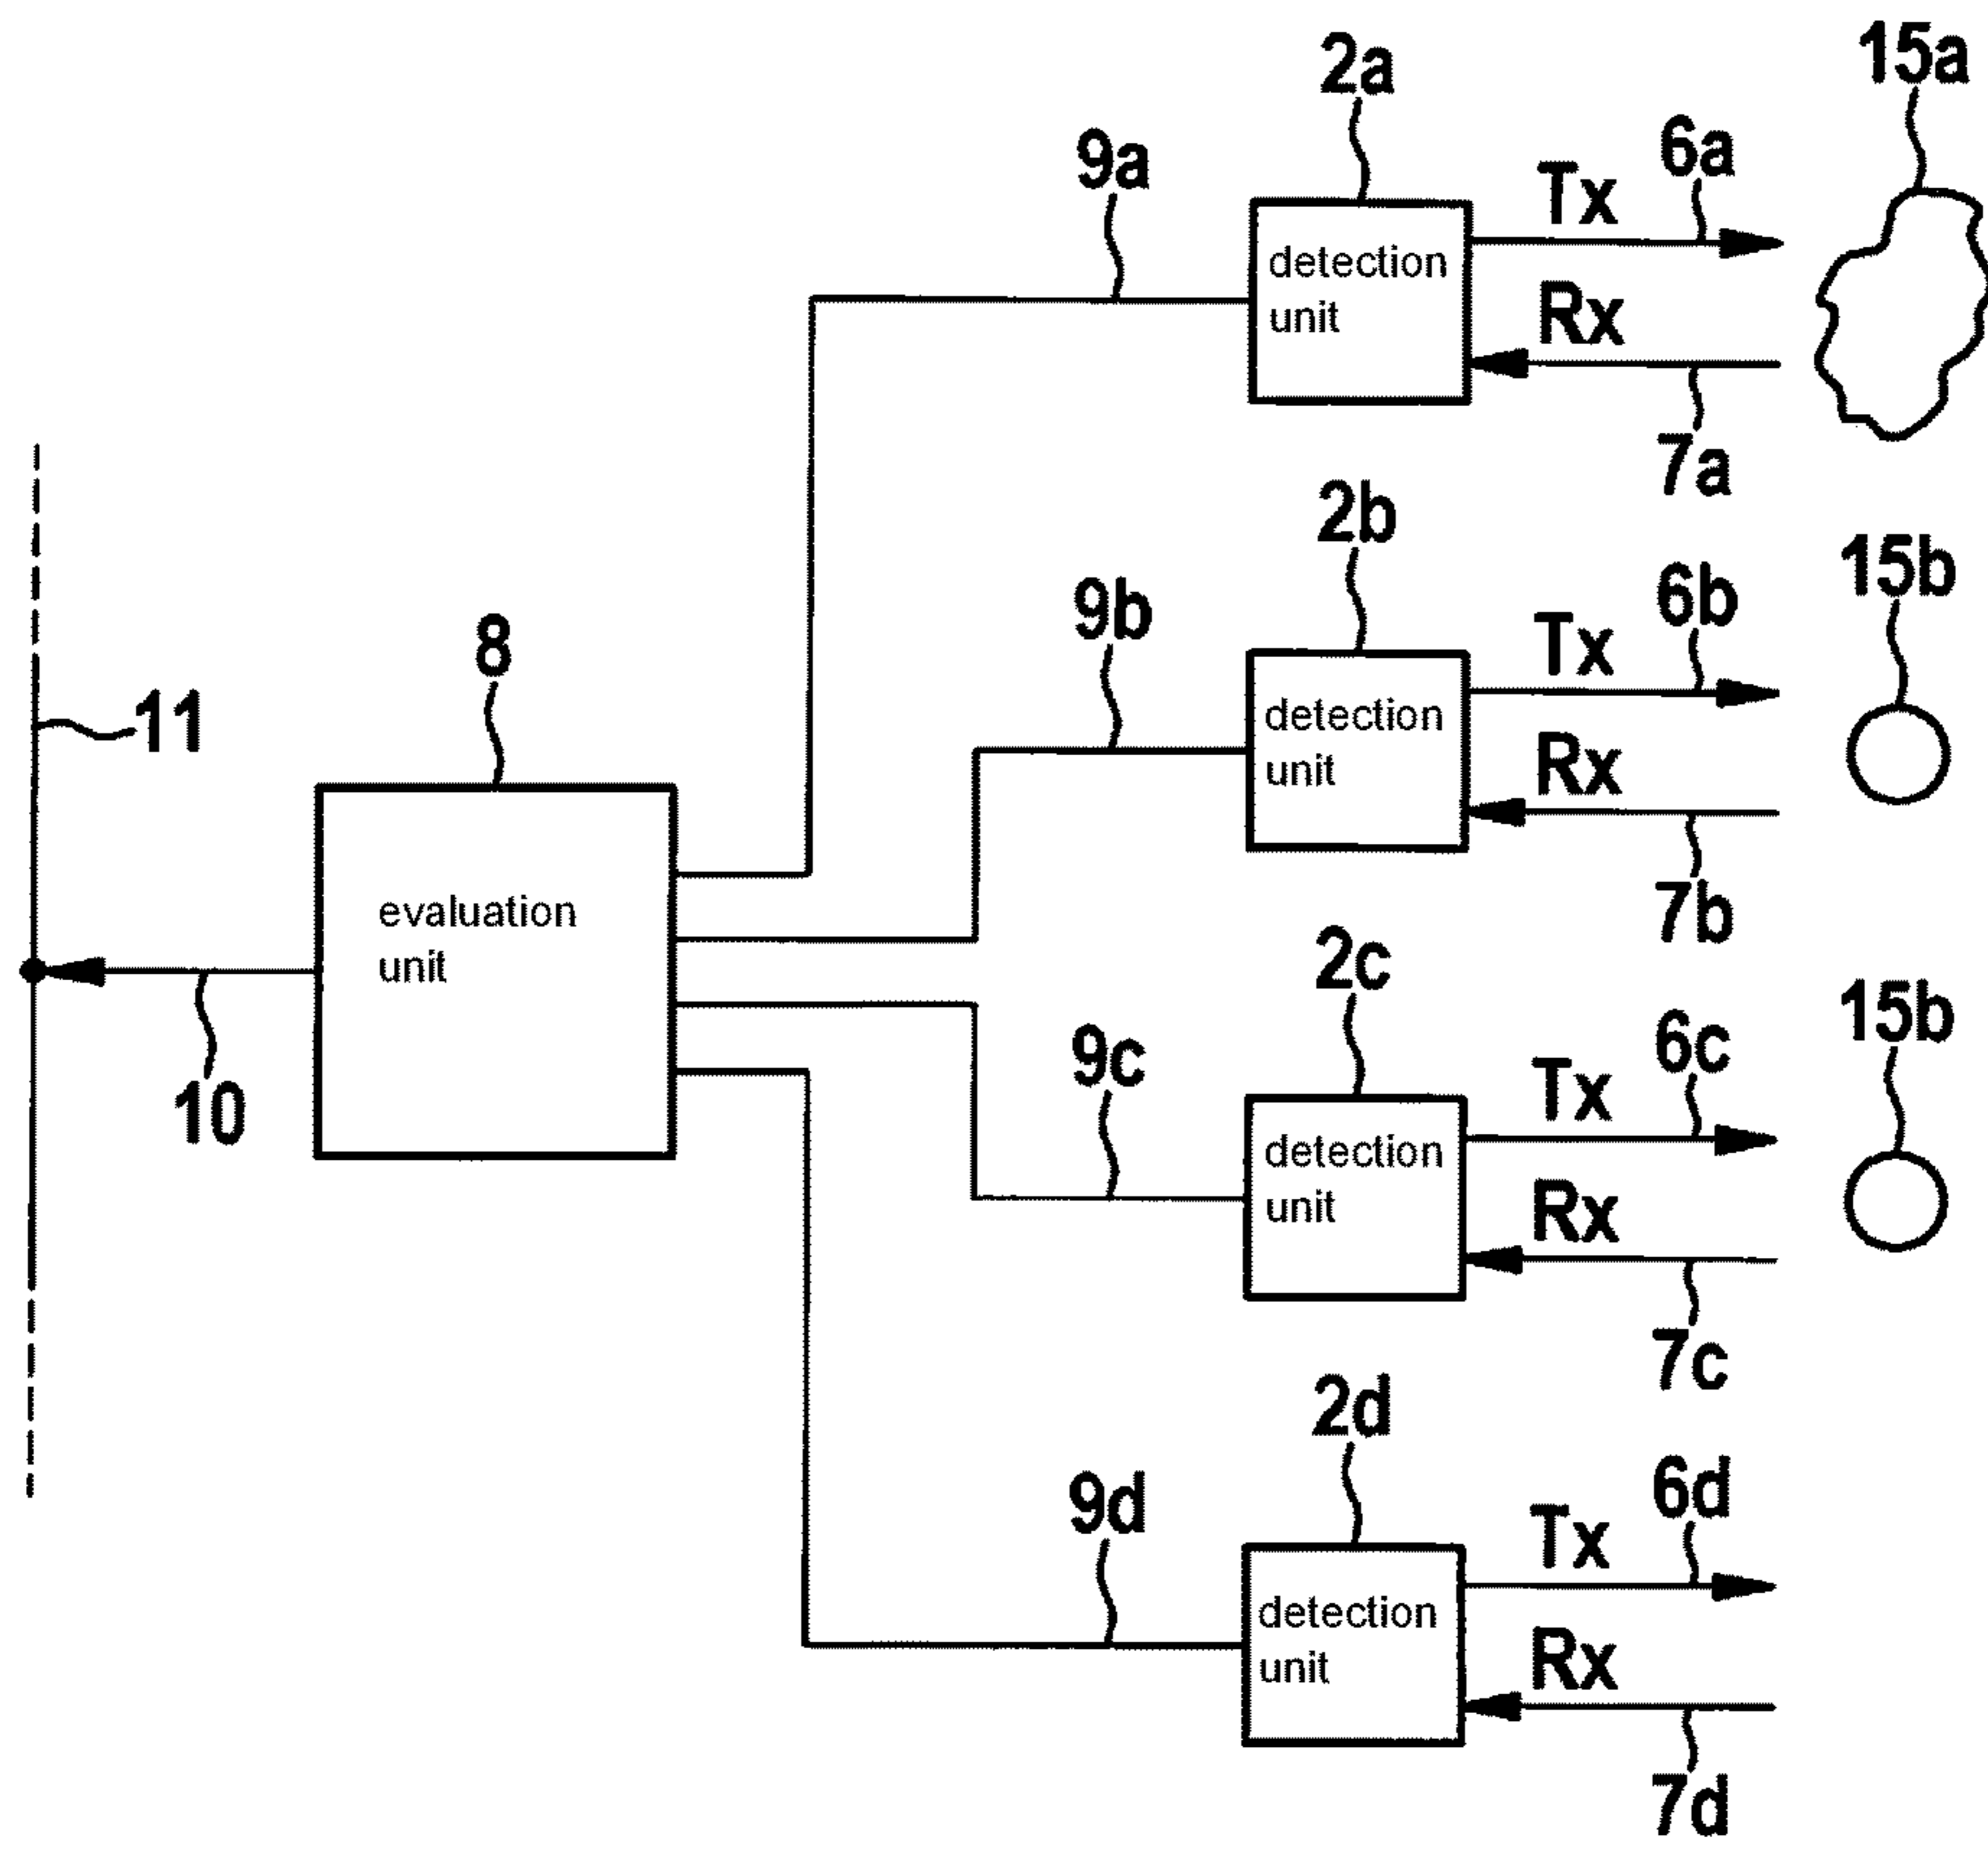 2a
15a
9a
6a
Tx
detection
unit
Rx
7a
2b
15b
9b
6b
Tx
8
detection
unit
Rx
11
7b
evaluation
unit
2c
15b
10
9c
6c
Tx
detection
unit
Rx
7c
2d
9d
6d
Tx
detection
unit
Rx
7d